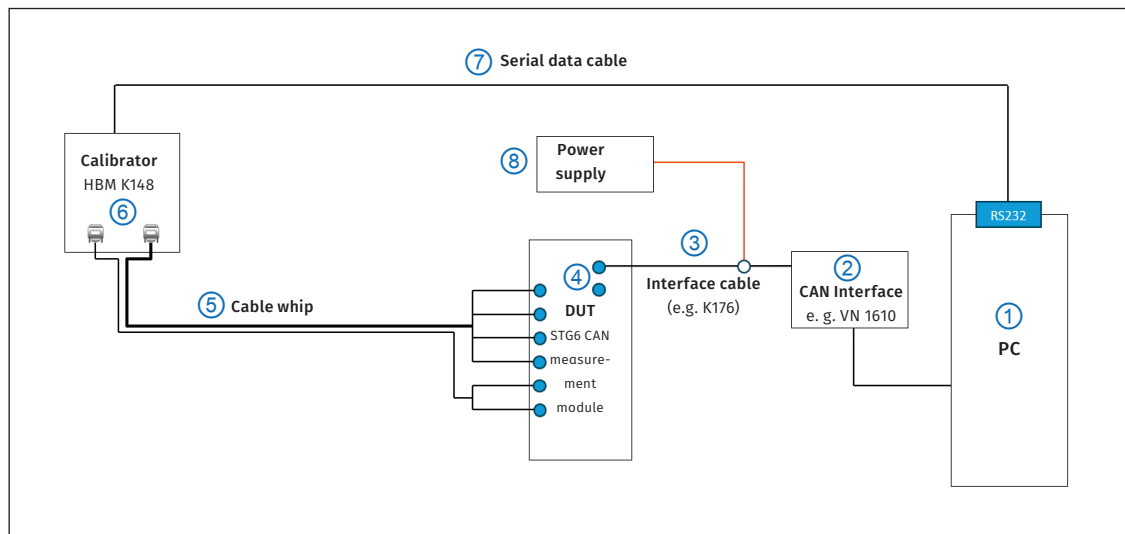 ⑦ Serial data cable
Calibrator
HBM K148
⑥
⑧ Power
supply
RS232
③
Interface cable
(e.g. K176)
②
CAN Interface
e. g. VN 1610
①
PC
⑤ Cable whip
④
DUT
STG6 CAN
measure-
ment
module